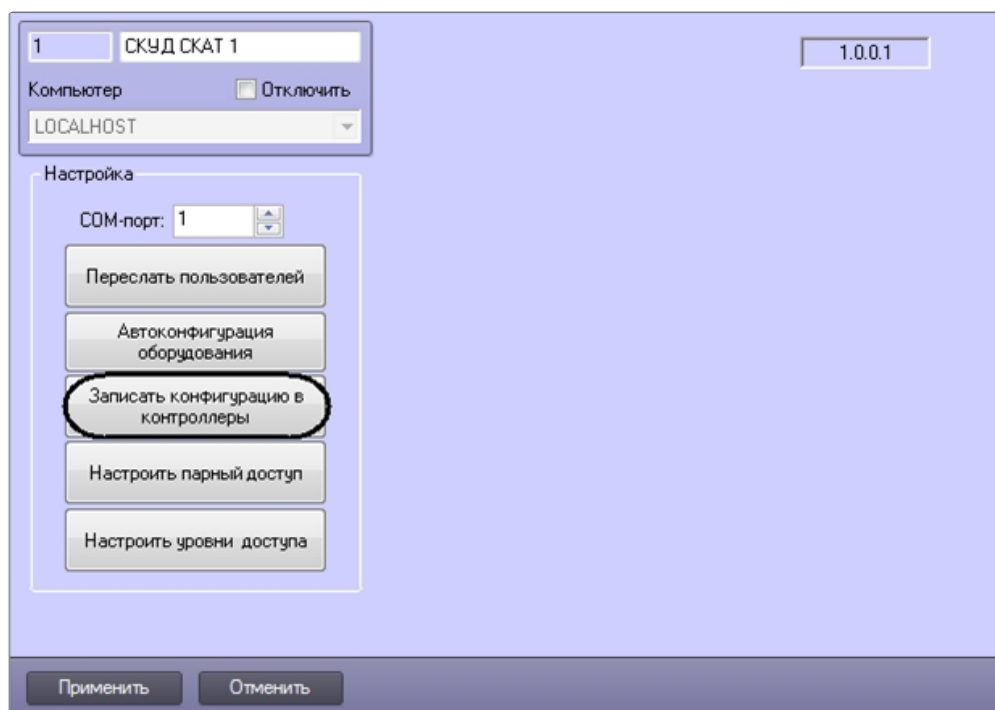 1 СКУД СКАТ 1
1.0.0.1
Компьютер Отключить
LOCALHOST
Настройка
COM-порт: 1
Переслать пользователей
Автоконфигурация
оборудования
Записать конфигурацию в
контроллеры
Настроить парный доступ
Настроить уровни доступа
Применить Отменить